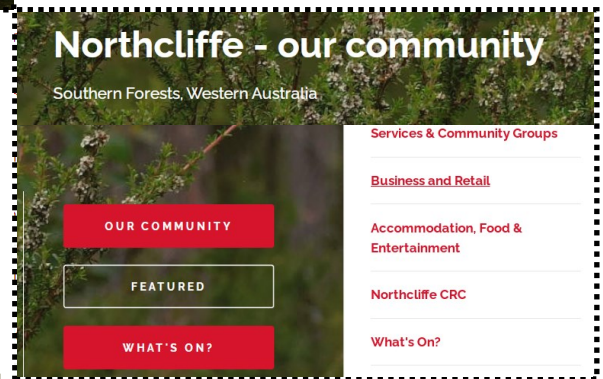 Northcliffe - our community
Southern Forests, Western Australia
OUR COMMUNITY
FEATURED
WHAT'S ON?
Services & Community Groups
Business and Retail
Accommodation, Food &
Entertainment
Northcliffe CRC
What's On?